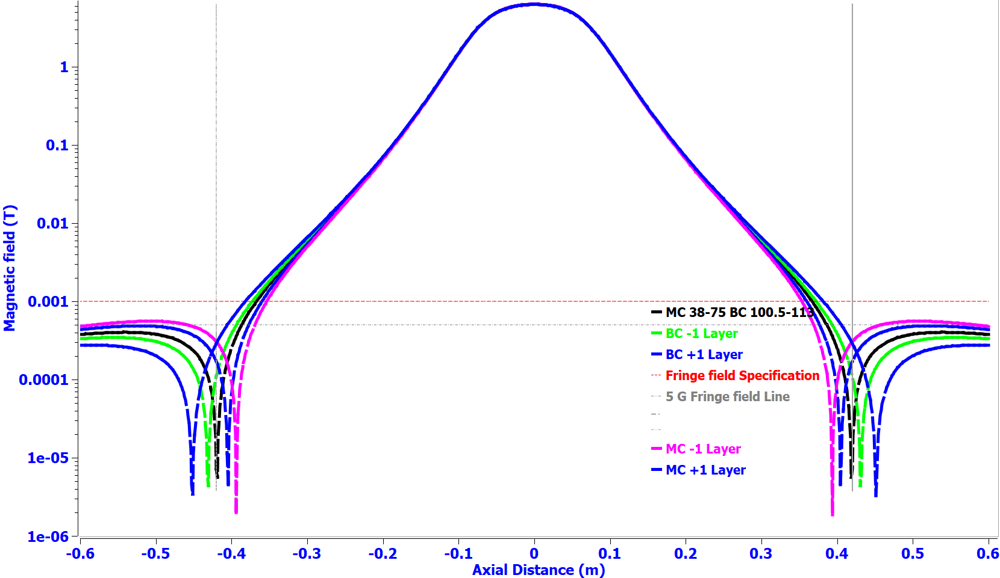 1
0.1
0.01
0.001
0.0001
1e-05
1e-06
Magnetic field (T)
MC 38-75 BC 100.5-113
BC -1 Layer
BC +1 Layer
Fringe field Specification
5 G Fringe field Line
MC -1 Layer
MC +1 Layer
-0.6 -0.5 -0.4 -0.3 -0.2 -0.1 0 0.1 0.2 0.3 0.4 0.5 0.6
Axial Distance (m)